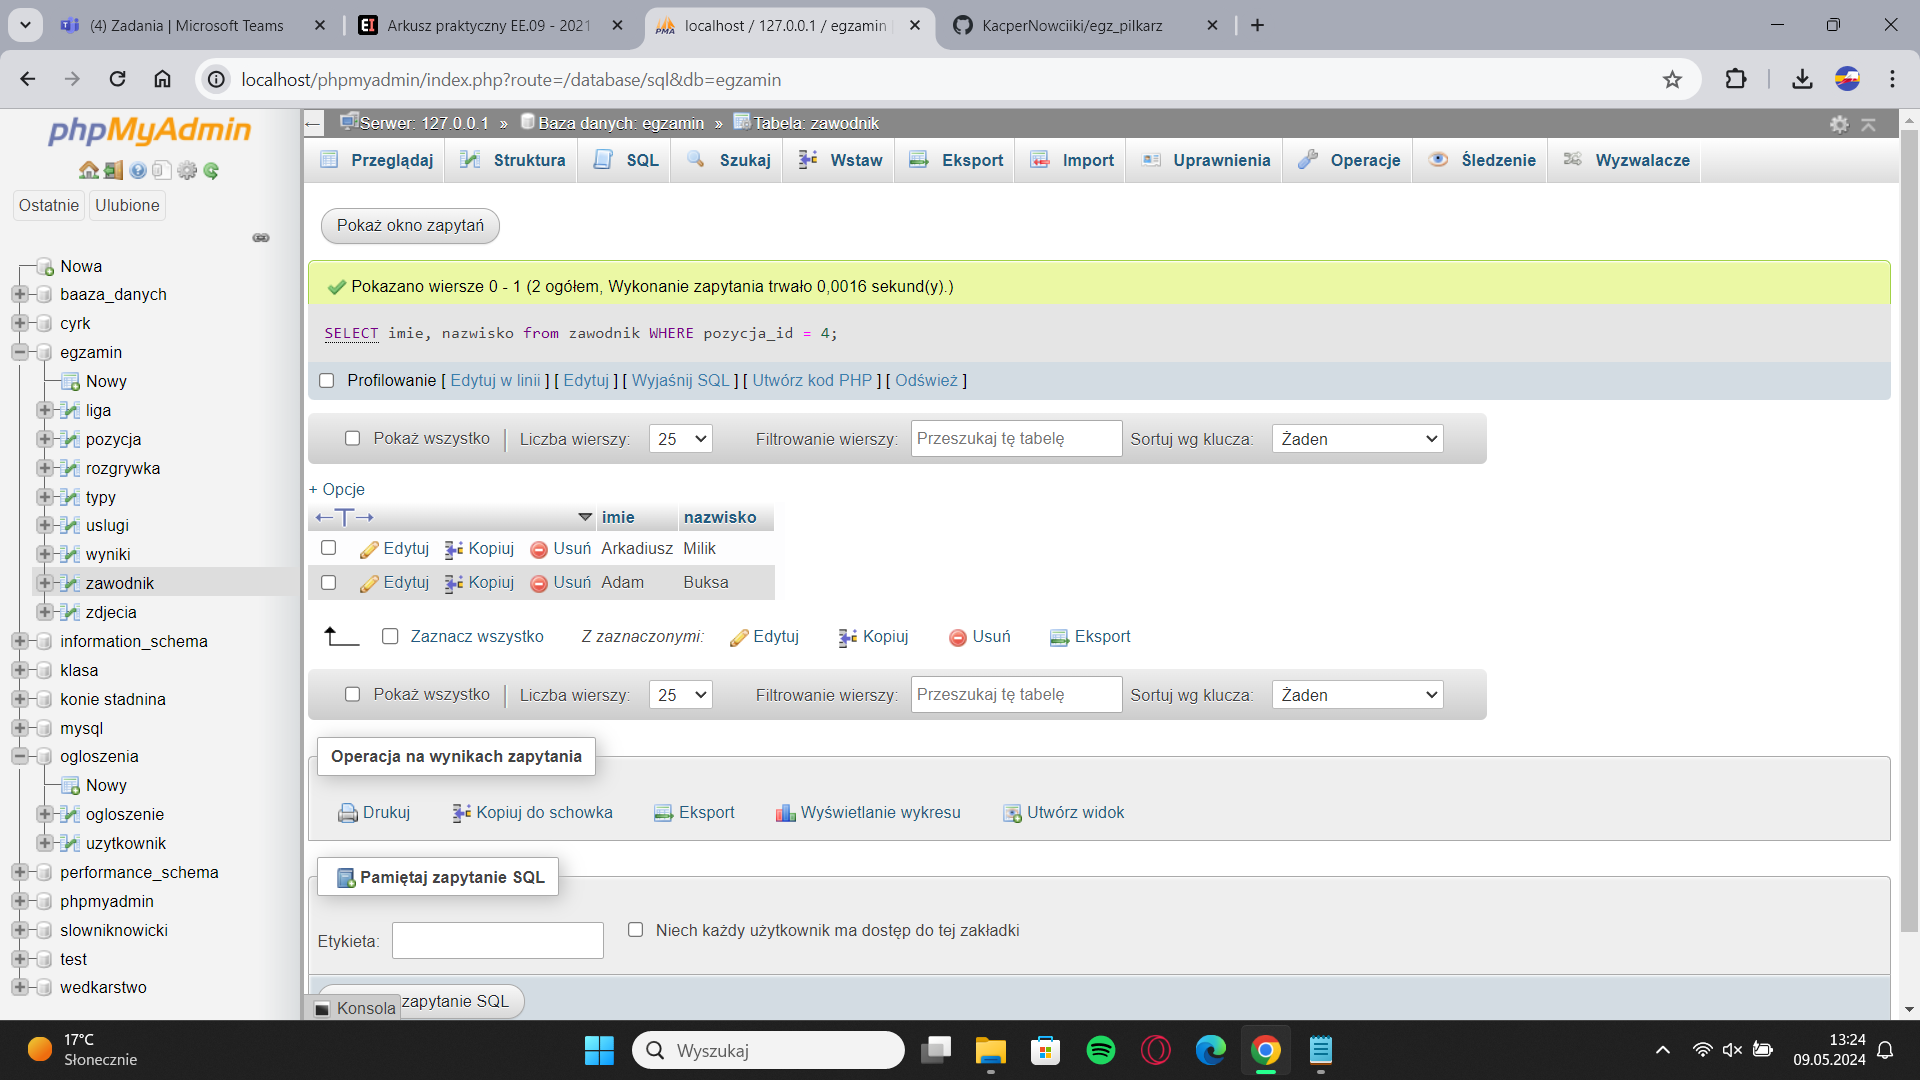 (4) Zadania | Microsoft Teams
Arkusz praktyczny EE.09 - 2021
localhost / 127.0.0.1 / egzamin
KacperNowciiki/egz_pilkarz
localhost/phpmyadmin/index.php?route=/database/sql&db=egzamin
phpMyAdmin
Ostatnie
Ulubione
Nowa
baaza_danych
cyrk
egzamin
Nowy
liga
pozycja
rozgrywka
typy
uslugi
wyniki
zawodnik
zdjecia
information_schema
klasa
konie stadnina
mysql
ogloszenia
Nowy
ogloszenie
uzytkownik
performance_schema
phpmyadmin
slowniknowicki
test
wedkarstwo
Serwer: 127.0.0.1 » Baza danych: egzamin » Tabela: zawodnik
Przeglądaj Struktura SQL Szukaj Wstaw Eksport Import Uprawnienia Operacje Śledzenie Wyzwalacze
Pokaż okno zapytań
Pokazano wiersze 0 - 1 (2 ogółem, Wykonanie zapytania trwało 0,0016 sekund(y).)
SELECT imie, nazwisko from zawodnik WHERE pozycja_id = 4;
Profilowanie [ Edytuj w linii ] [ Edytuj ] [ Wyjaśnij SQL ] [ Utwórz kod PHP ] [ Odśwież ]
Pokaż wszystko Liczba wierszy: 25 Filtrowanie wierszy: Przeszukaj tę tabelę Sortuj wg klucza: Żaden
+ Opcje
←T→ imie nazwisko
Edytuj Kopiuj Usuń Arkadiusz Milik
Edytuj Kopiuj Usuń Adam Buksa
Zaznacz wszystko Z zaznaczonymi: Edytuj Kopiuj Usuń Eksport
Pokaż wszystko Liczba wierszy: 25 Filtrowanie wierszy: Przeszukaj tę tabelę Sortuj wg klucza: Żaden
Operacja na wynikach zapytania
Drukuj Kopiuj do schowka Eksport Wyświetlanie wykresu Utwórz widok
Pamiętaj zapytanie SQL
Etykieta: Niech każdy użytkownik ma dostęp do tej zakładki
zapytanie SQL
Konsola
17°C
Słonecznie
Wyszukaj
13:24
09.05.2024